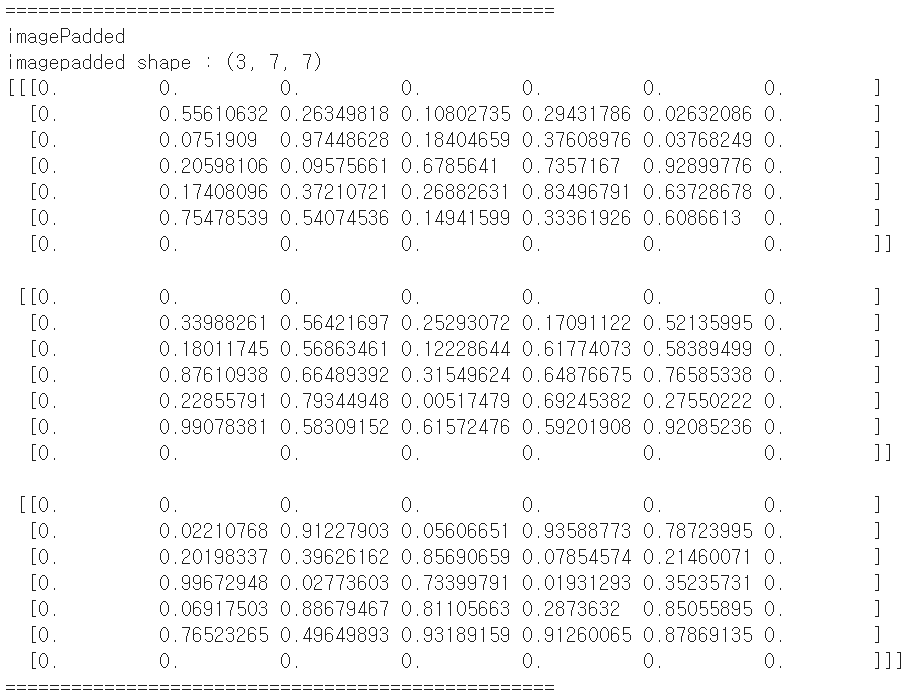 ==================================================
imagePadded
imagepadded shape : (3, 7, 7)
[[[0.         0.         0.         0.         0.         0.         0.        ]
  [0.         0.55610632 0.26349818 0.10802735 0.29431786 0.02632086 0.        ]
  [0.         0.0751909  0.97448628 0.18404659 0.37608976 0.03768249 0.        ]
  [0.         0.20598106 0.09575661 0.6785641  0.7357167  0.92899776 0.        ]
  [0.         0.17408096 0.37210721 0.26882631 0.83496791 0.63728678 0.        ]
  [0.         0.75478539 0.54074536 0.14941599 0.33361926 0.6086613  0.        ]
  [0.         0.         0.         0.         0.         0.         0.        ]]

 [[0.         0.         0.         0.         0.         0.         0.        ]
  [0.         0.33988261 0.56421697 0.25293072 0.17091122 0.52135995 0.        ]
  [0.         0.18011745 0.56863461 0.12228644 0.61774073 0.58389499 0.        ]
  [0.         0.87610938 0.66489392 0.31549624 0.64876675 0.76585338 0.        ]
  [0.         0.22855791 0.79344948 0.00517479 0.69245382 0.27550222 0.        ]
  [0.         0.99078381 0.58309152 0.61572476 0.59201908 0.92085236 0.        ]
  [0.         0.         0.         0.         0.         0.         0.        ]]

 [[0.         0.         0.         0.         0.         0.         0.        ]
  [0.         0.02210768 0.91227903 0.05606651 0.93588773 0.78723995 0.        ]
  [0.         0.20198337 0.39626162 0.85690659 0.07854574 0.21460071 0.        ]
  [0.         0.99672948 0.02773603 0.73399791 0.01931293 0.35235731 0.        ]
  [0.         0.06917503 0.88679467 0.81105663 0.2873632  0.85055895 0.        ]
  [0.         0.76523265 0.49649893 0.93189159 0.91260065 0.87869135 0.        ]
  [0.         0.         0.         0.         0.         0.         0.        ]]]
==================================================